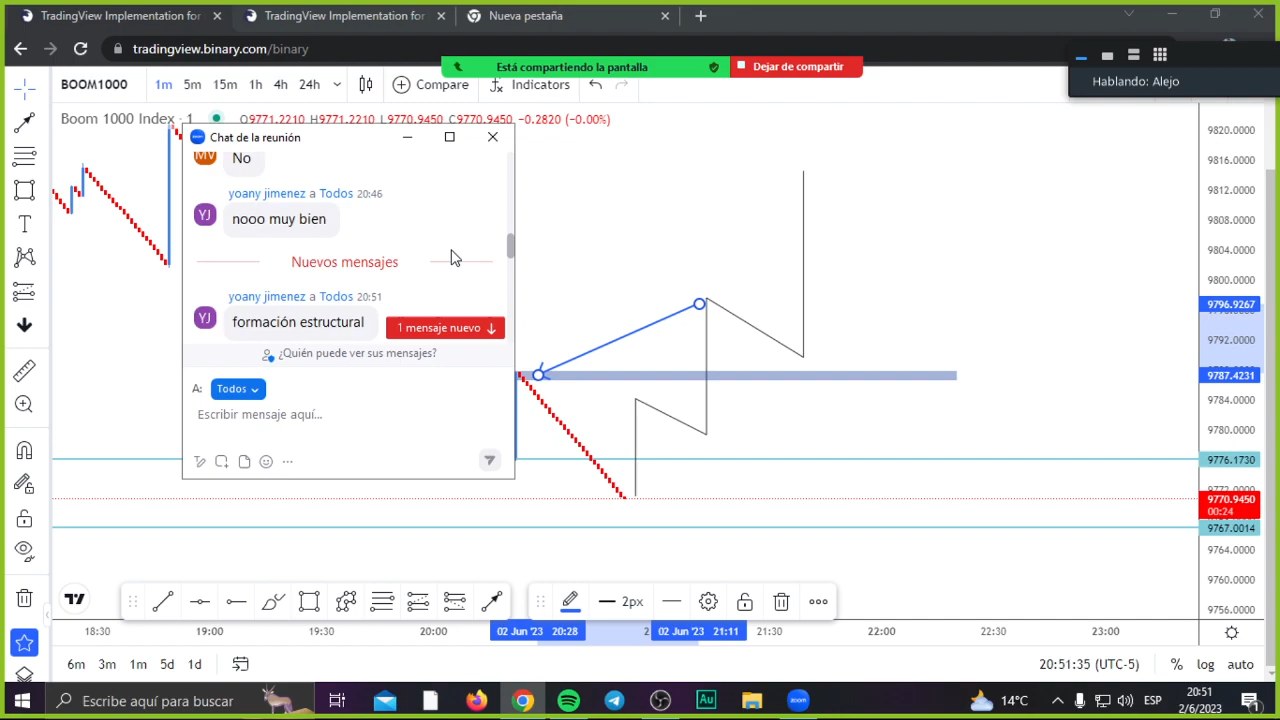 TradingView Implementation for
TradingView Implementation for
Nueva pestaña
tradingview.binary.com/binary
Está compartiendo la pantalla
Dejar de compartir
Hablando: Alejo
BOOM1000
1m
5m
15m
1h
4h
24h
Compare
Indicators
Boom 1000 Index · 1
O9771.2210 H9771.2210 L9770.9450 C9770.9450 -0.2820 (-0.00%)
Chat de la reunión
MV
No
yoany jimenez a Todos 20:46
YJ
nooo muy bien
Nuevos mensajes
yoany jimenez a Todos 20:51
YJ
formación estructural
1 mensaje nuevo
¿Quién puede ver sus mensajes?
A: Todos
Escribir mensaje aquí...
9820.0000
9816.0000
9812.0000
9808.0000
9804.0000
9800.0000
9796.9267
9792.0000
9787.4231
9784.0000
9780.0000
9776.1730
9770.9450
00:24
9767.0014
9764.0000
9760.0000
9756.0000
2px
18:30
19:00
19:30
20:00
02 Jun '23 20:28
02 Jun '23 21:11
21:30
22:00
22:30
23:00
6m
3m
1m
5d
1d
20:51:35 (UTC-5)
%
log
auto
Escribe aquí para buscar
Au
zoom
14°C
ESP
20:51
2/6/2023
1